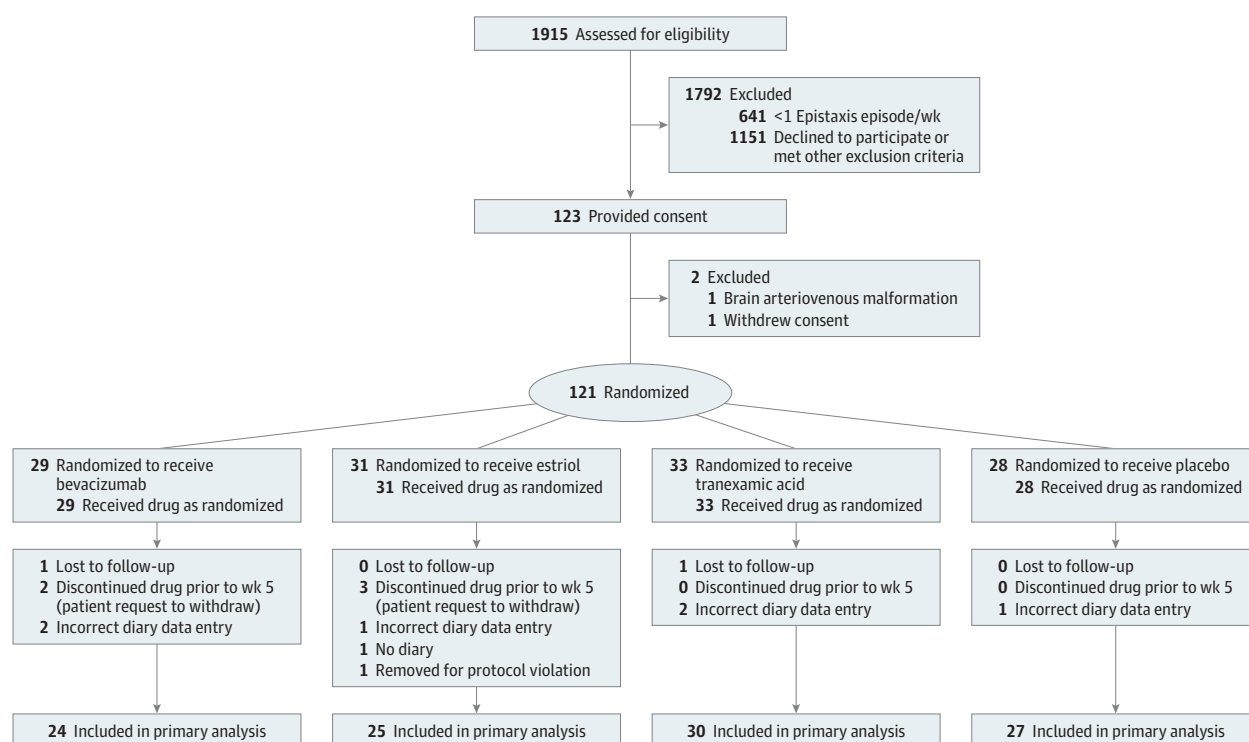 1915 Assessed for eligibility
1792 Excluded
641 <1 Epistaxis episode/wk
1151 Declined to participate or
met other exclusion criteria
123 Provided consent
2 Excluded
1 Brain arteriovenous malformation
1 Withdrew consent
121 Randomized
29 Randomized to receive
bevacizumab
29 Received drug as randomized
31 Randomized to receive estriol
31 Received drug as randomized
33 Randomized to receive
tranexamic acid
33 Received drug as randomized
28 Randomized to receive placebo
28 Received drug as randomized
1 Lost to follow-up
2 Discontinued drug prior to wk 5
(patient request to withdraw)
2 Incorrect diary data entry
0 Lost to follow-up
3 Discontinued drug prior to wk 5
(patient request to withdraw)
1 Incorrect diary data entry
1 No diary
1 Removed for protocol violation
1 Lost to follow-up
0 Discontinued drug prior to wk 5
2 Incorrect diary data entry
0 Lost to follow-up
0 Discontinued drug prior to wk 5
1 Incorrect diary data entry
24 Included in primary analysis
25 Included in primary analysis
30 Included in primary analysis
27 Included in primary analysis